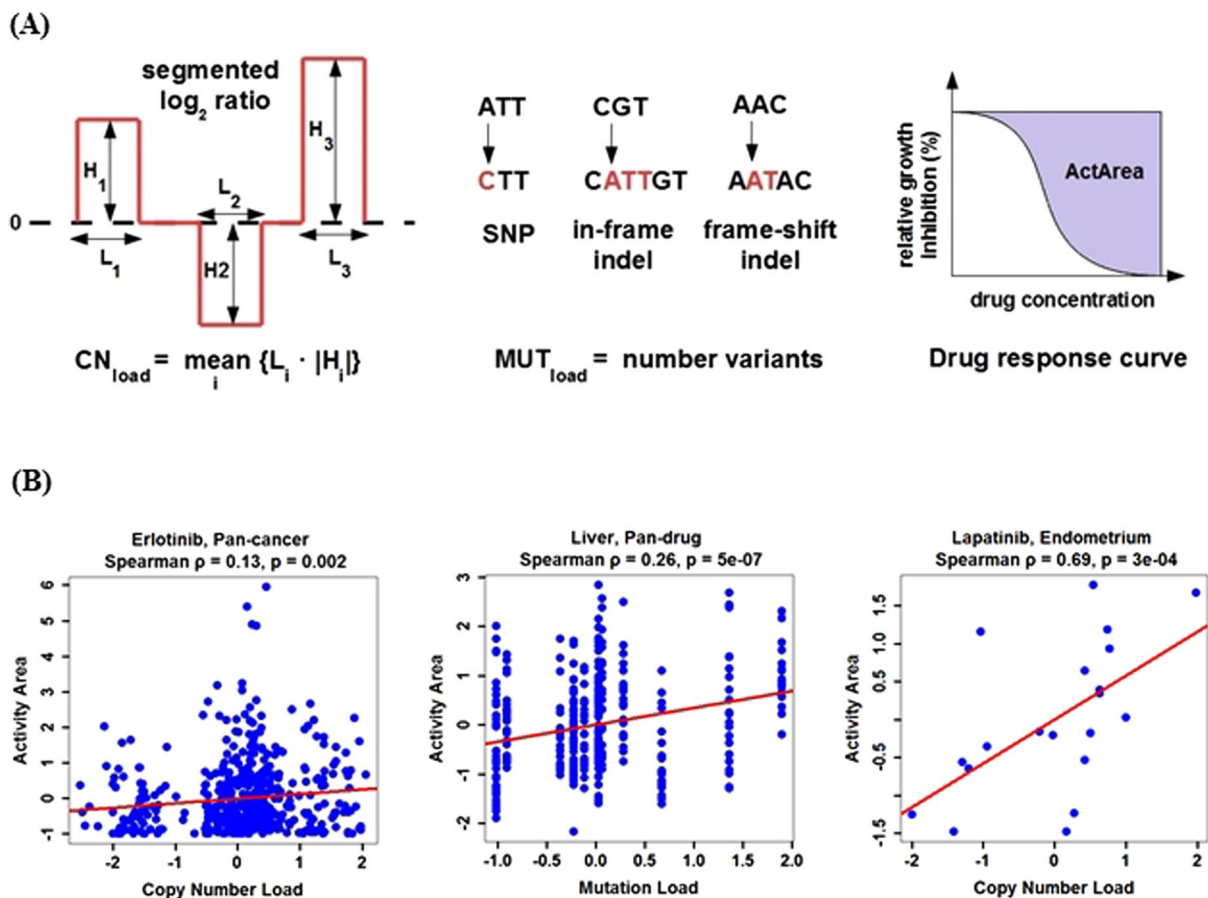 (A)
segmented
log2 ratio
H1
H3
0
L2
L1
H2
L3
CNload = mean {Li · |Hi|}
i
ATT CGT AAC
CTT CATTGT AATAC
SNP in-frame indel frame-shift indel
MUTload = number variants
relative growth
Inhibition (%)
ActArea
drug concentration
Drug response curve
(B)
Erlotinib, Pan-cancer
Spearman ρ = 0.13, p = 0.002
Activity Area
6
5
4
3
2
1
0
-1
-2 -1 0 1 2
Copy Number Load
Liver, Pan-drug
Spearman ρ = 0.26, p = 5e-07
Activity Area
3
2
1
0
-1
-2
-1.0 -0.5 0.0 0.5 1.0 1.5 2.0
Mutation Load
Lapatinib, Endometrium
Spearman ρ = 0.69, p = 3e-04
Activity Area
1.5
1.0
0.5
-0.5
-1.5
-2 -1 0 1 2
Copy Number Load